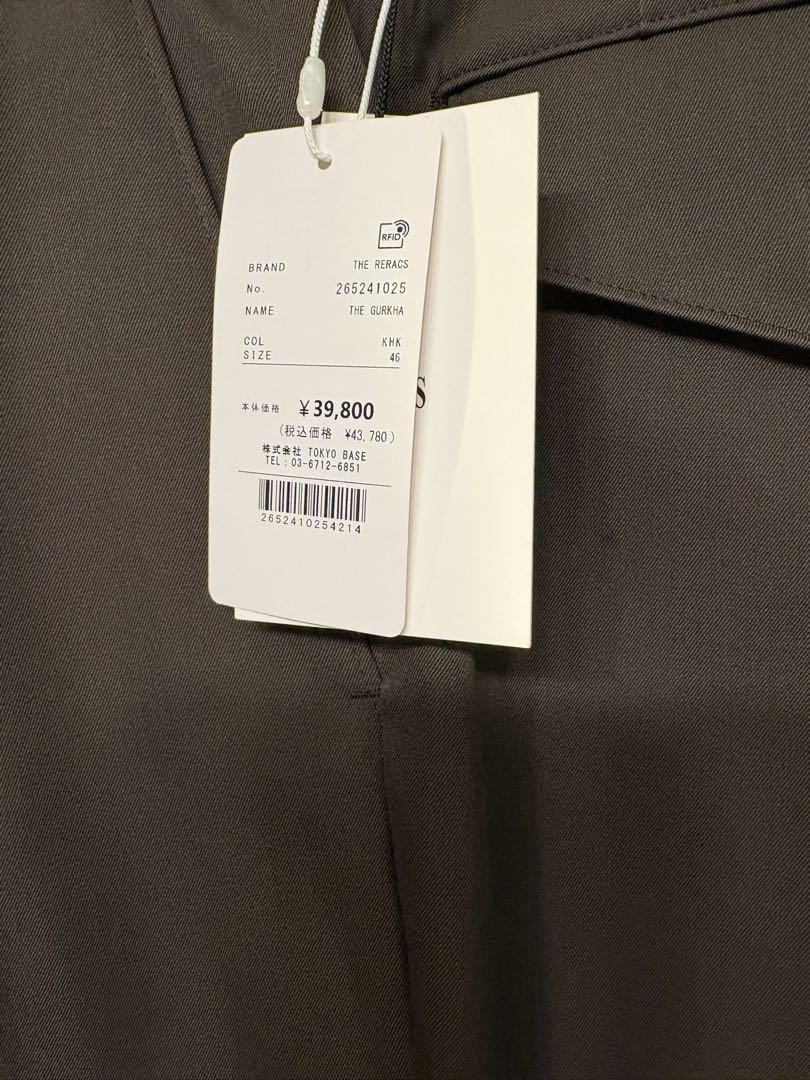 RFID
BRAND THE RERACS
No. 265241025
NAME THE GURKHA
COL KHK
SIZE 46
本体価格 ¥39,800
(税込価格 ¥43,780)
株式会社 TOKYO BASE
TEL:03-6712-6851
2652410254214
S